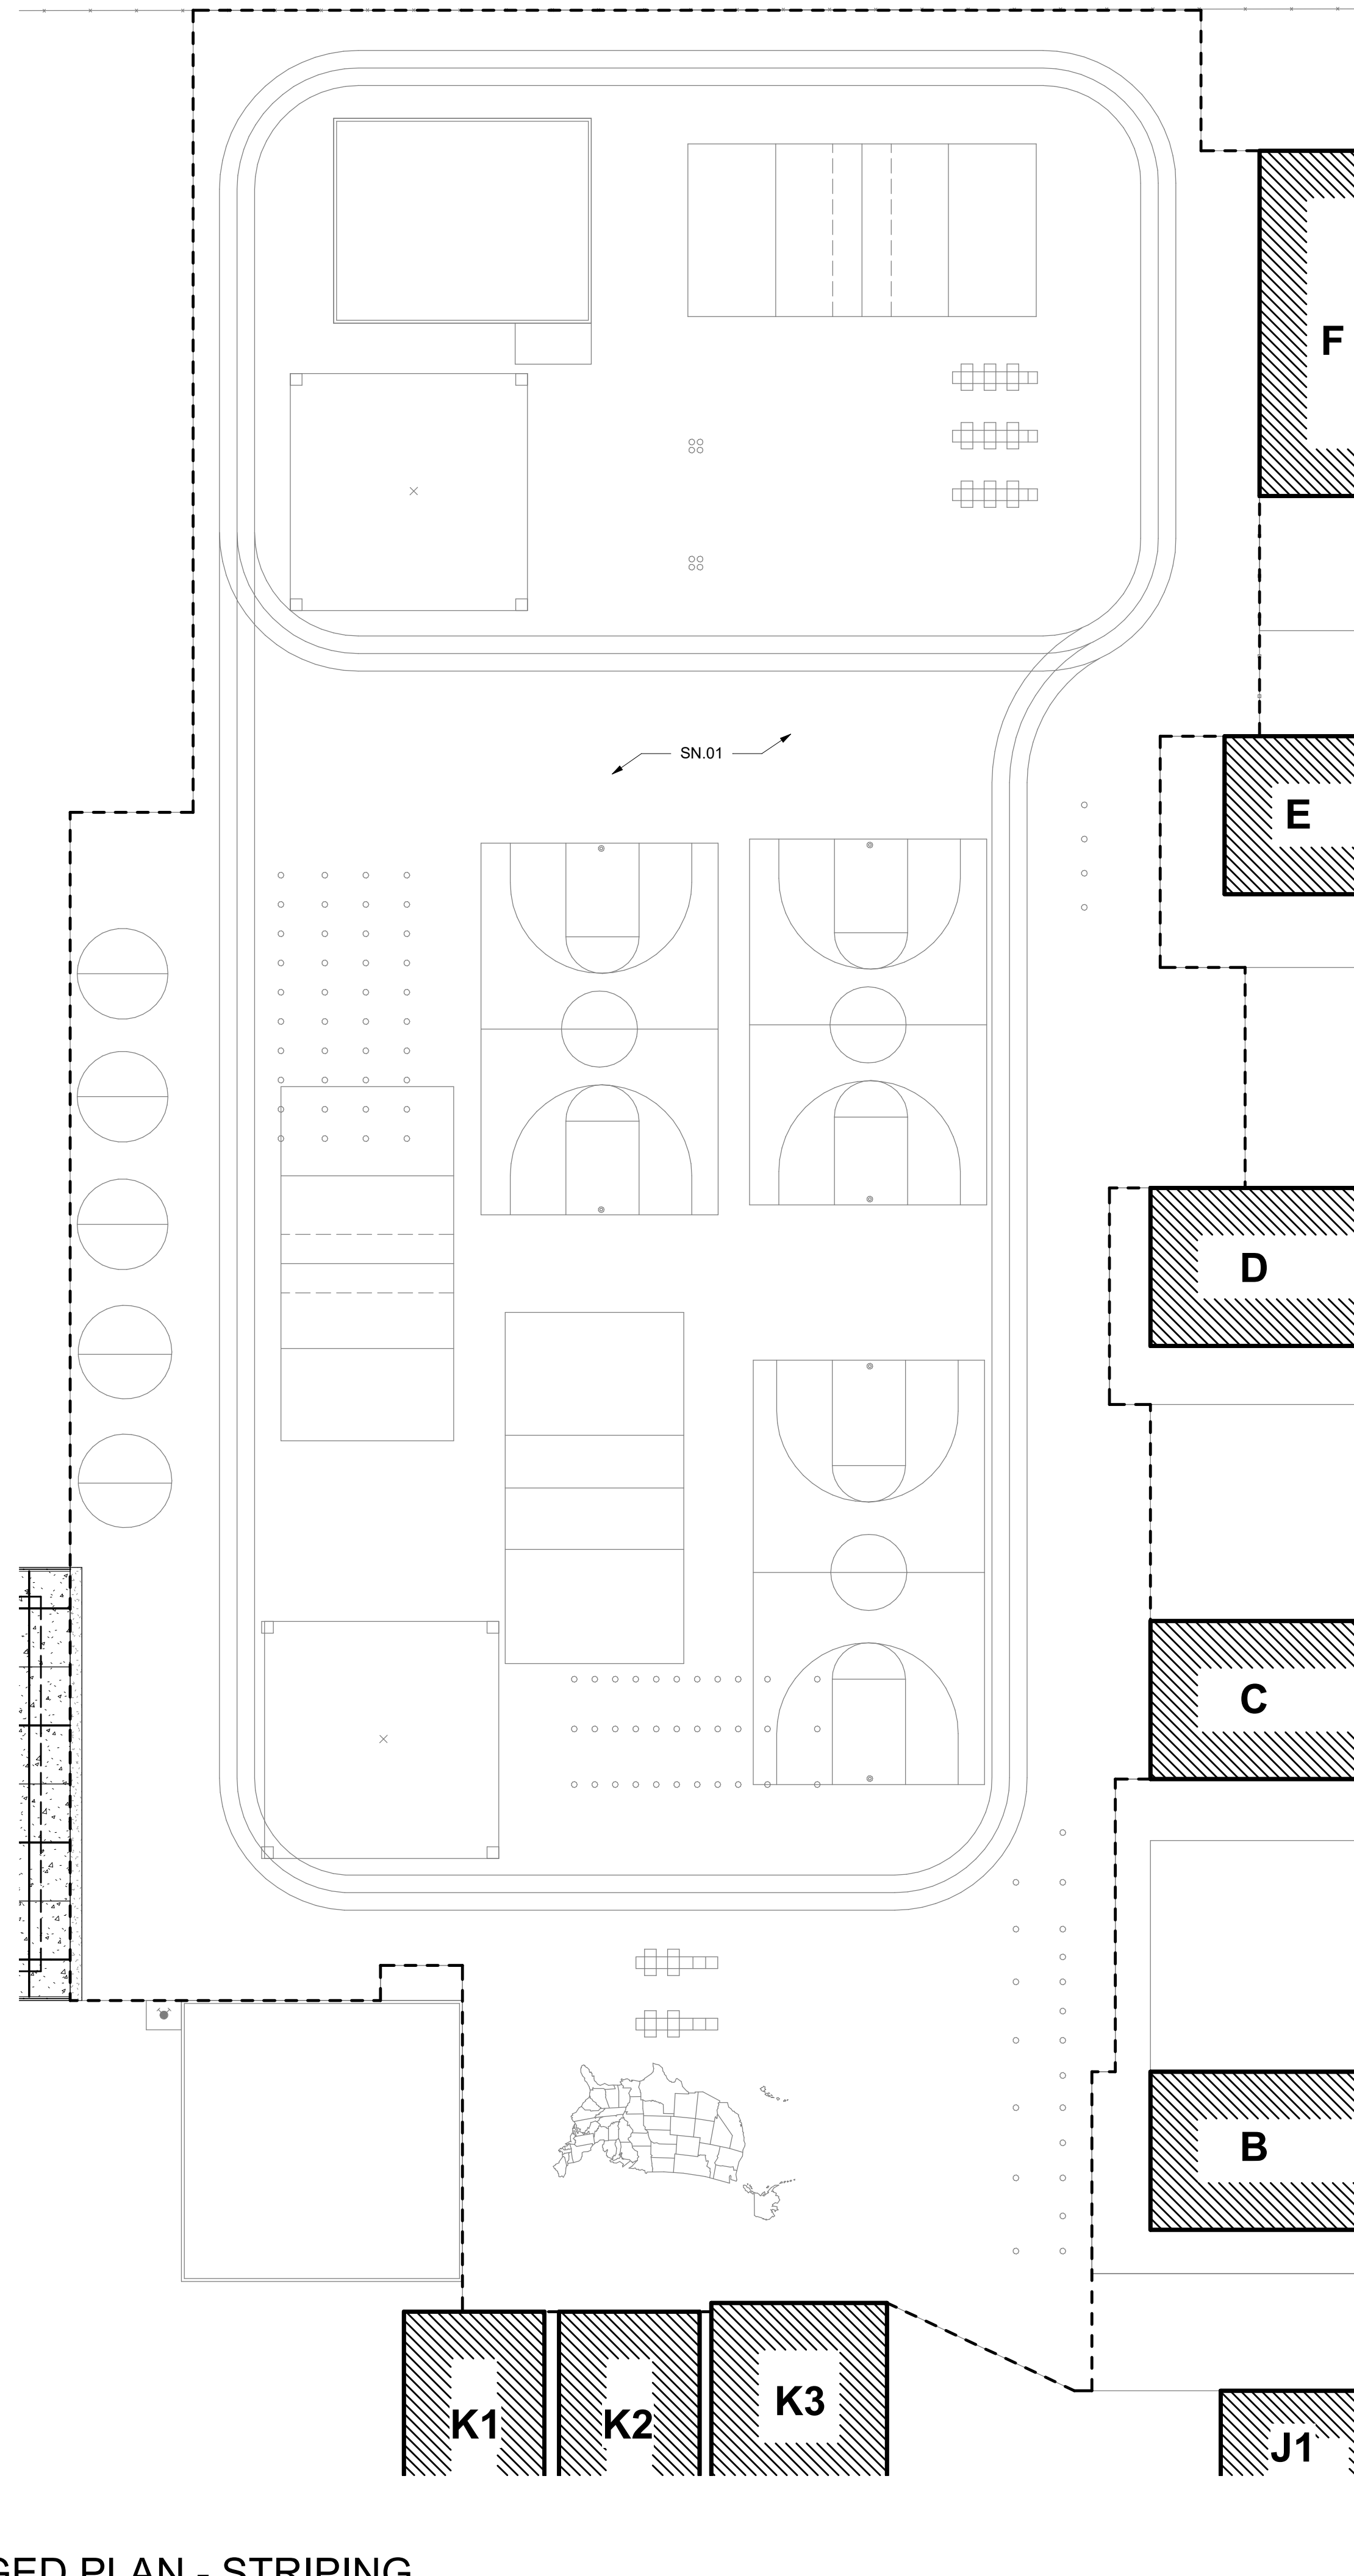 F
SN.01
E
D
C
B
K3
K1
K2
J1
GED PLAN - STRIPING